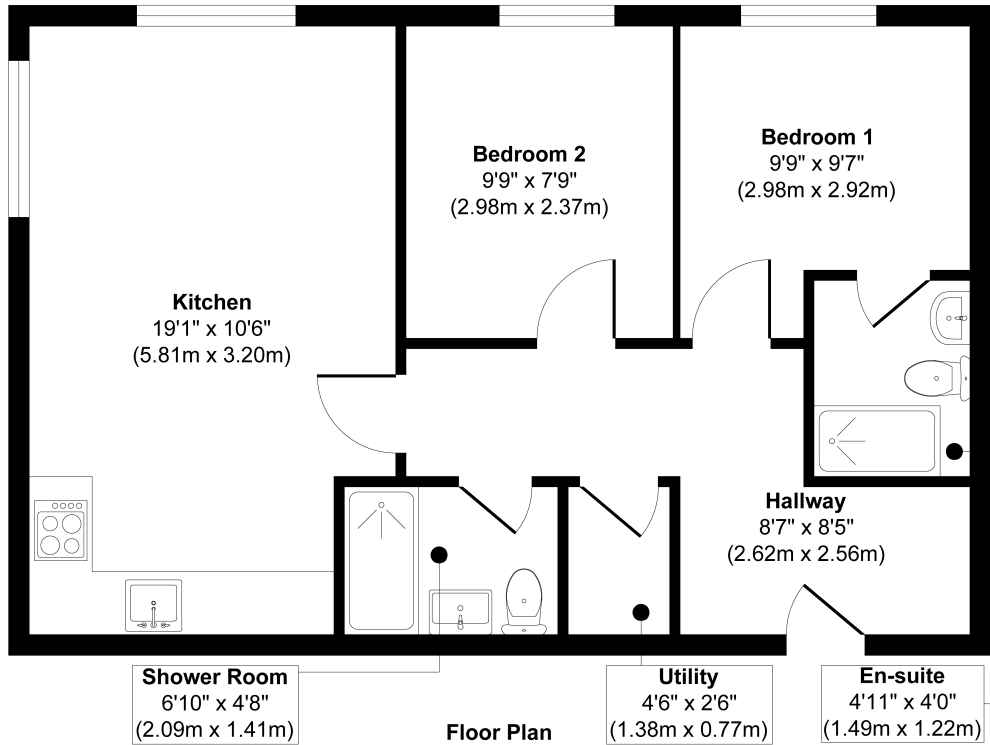 Bedroom 1
9'9" x 9'7"
(2.98m x 2.92m)
Bedroom 2
9'9" x 7'9"
(2.98m x 2.37m)
Kitchen
19'1" x 10'6"
(5.81m x 3.20m)
Hallway
8'7" x 8'5"
(2.62m x 2.56m)
Shower Room
6'10" x 4'8"
(2.09m x 1.41m)
Utility
4'6" x 2'6"
(1.38m x 0.77m)
En-suite
4'11" x 4'0"
(1.49m x 1.22m)
Floor Plan